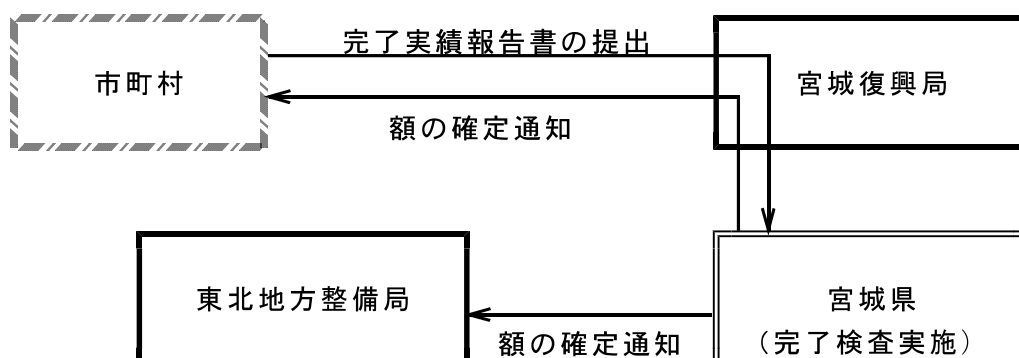 完了実績報告書の提出
市町村
宮城復興局
額の確定通知
東北地方整備局
宮城県
（完了検査実施）
額の確定通知